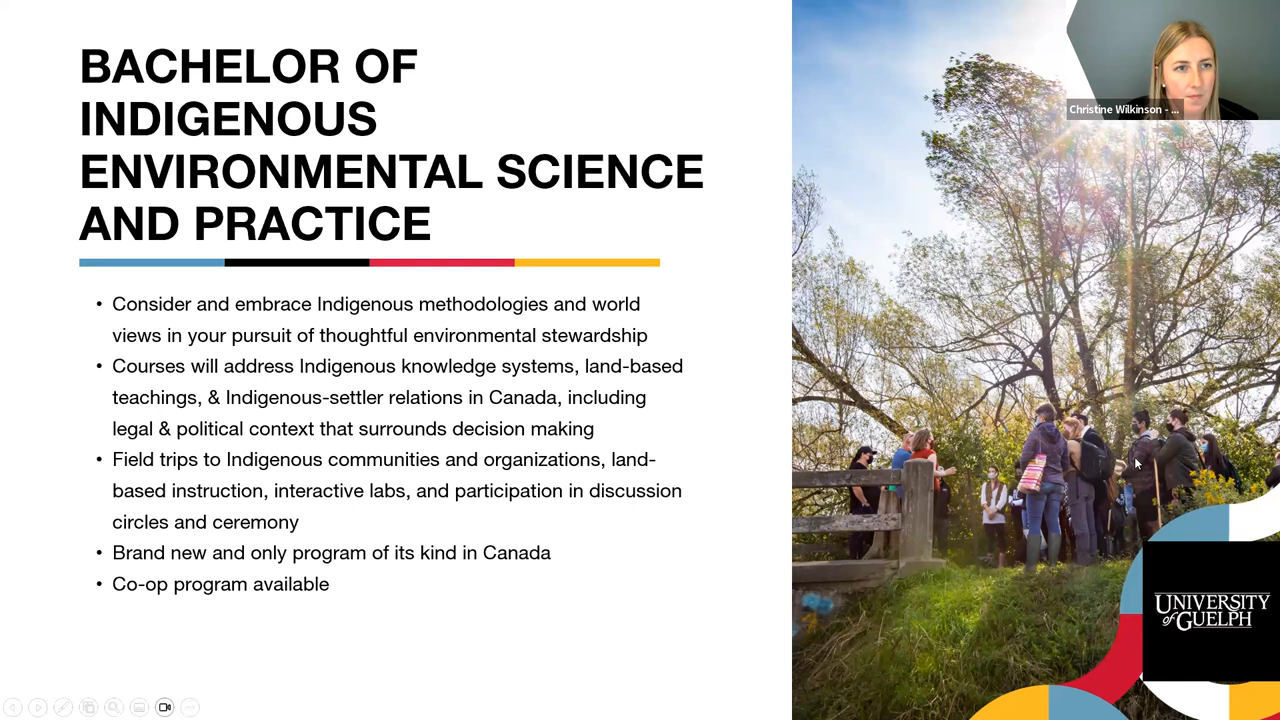 BACHELOR OF
INDIGENOUS
ENVIRONMENTAL SCIENCE
AND PRACTICE
• Consider and embrace Indigenous methodologies and world
views in your pursuit of thoughtful environmental stewardship
• Courses will address Indigenous knowledge systems, land-based
teachings, & Indigenous-settler relations in Canada, including
legal & political context that surrounds decision making
• Field trips to Indigenous communities and organizations, land-
based instruction, interactive labs, and participation in discussion
circles and ceremony
• Brand new and only program of its kind in Canada
• Co-op program available
Christine Wilkinson - ...
UNIVERSITY
of GUELPH